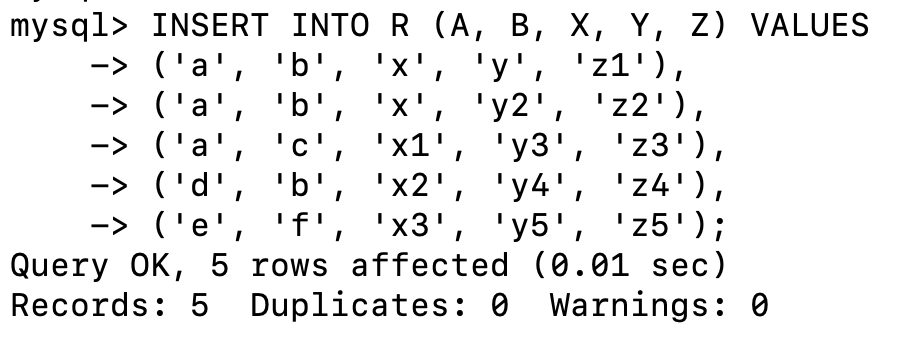 mysql> INSERT INTO R (A, B, X, Y, Z) VALUES
    -> ('a', 'b', 'x', 'y', 'z1'),
    -> ('a', 'b', 'x', 'y2', 'z2'),
    -> ('a', 'c', 'x1', 'y3', 'z3'),
    -> ('d', 'b', 'x2', 'y4', 'z4'),
    -> ('e', 'f', 'x3', 'y5', 'z5');
Query OK, 5 rows affected (0.01 sec)
Records: 5  Duplicates: 0  Warnings: 0